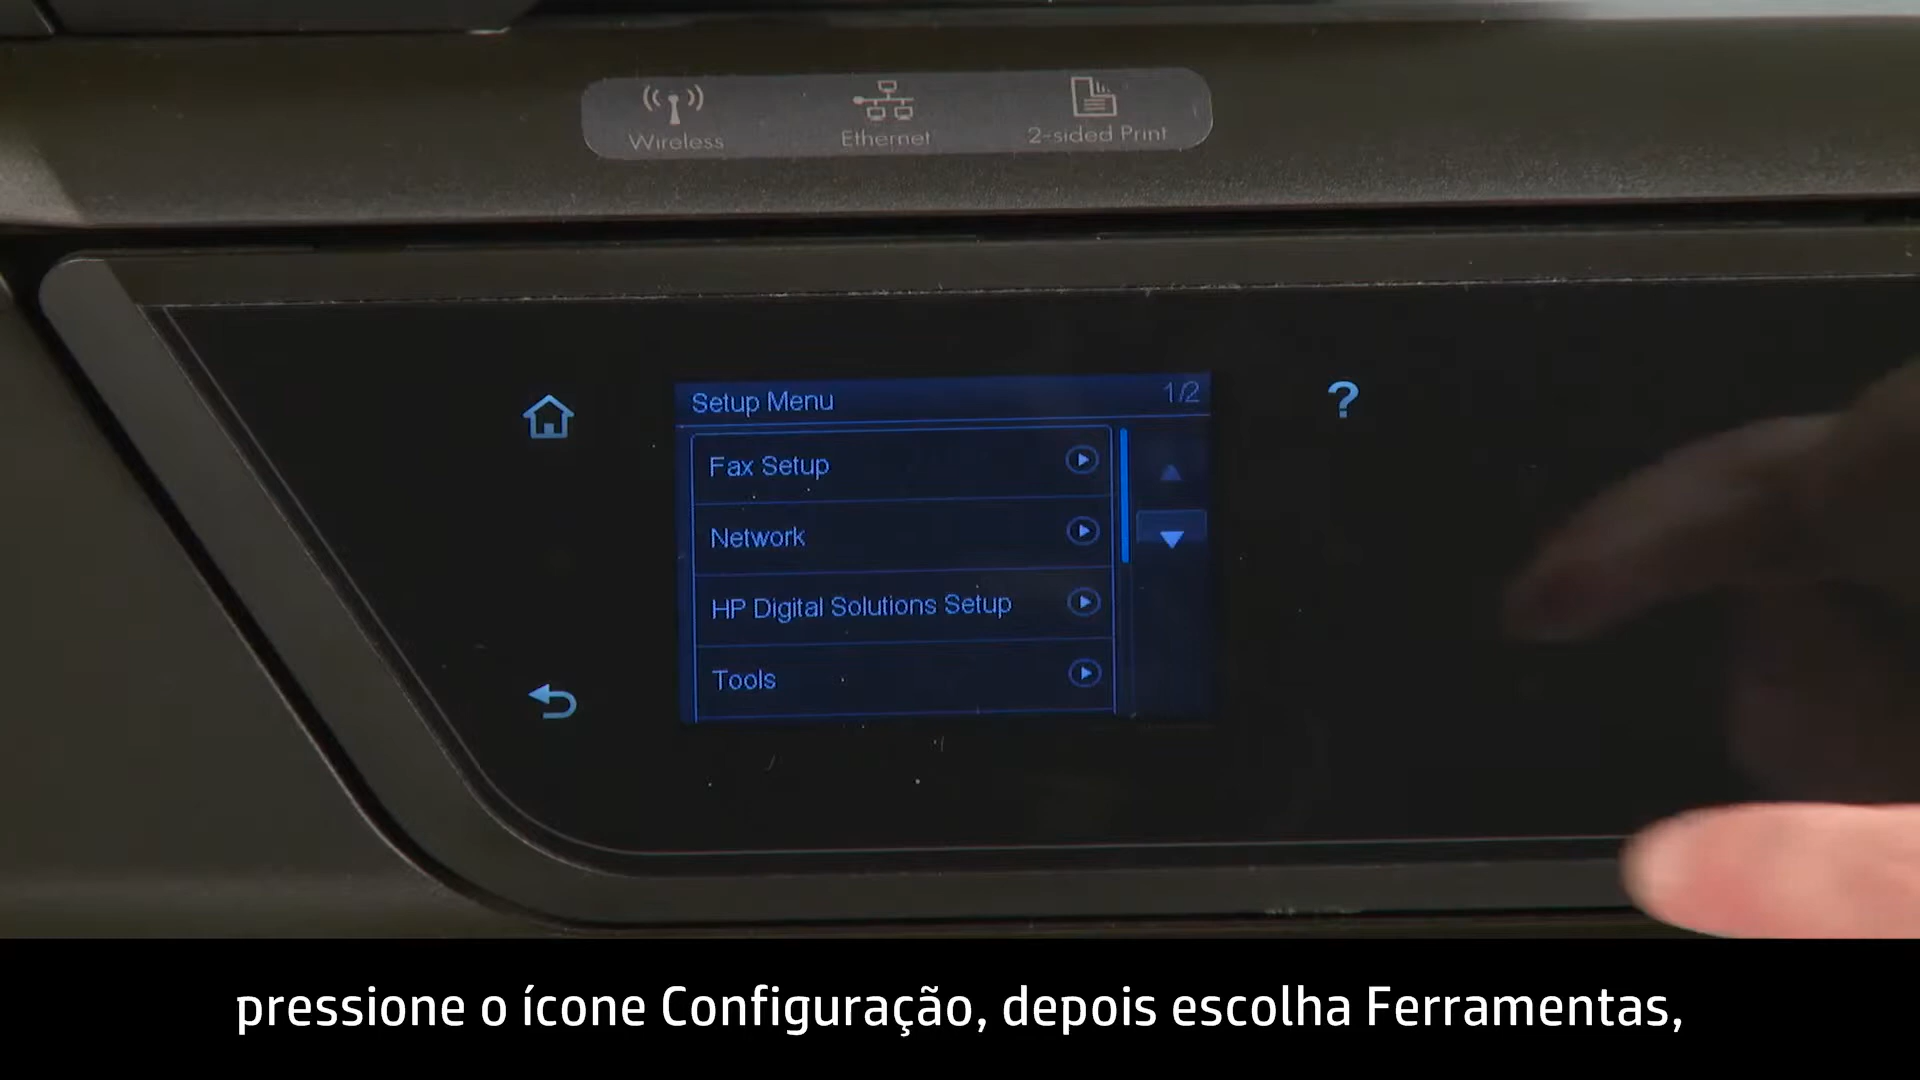 Wireless
Ethernet
2-sided Print
Setup Menu
1/2
?
Fax Setup
Network
HP Digital Solutions Setup
Tools
pressione o ícone Configuração, depois escolha Ferramentas,